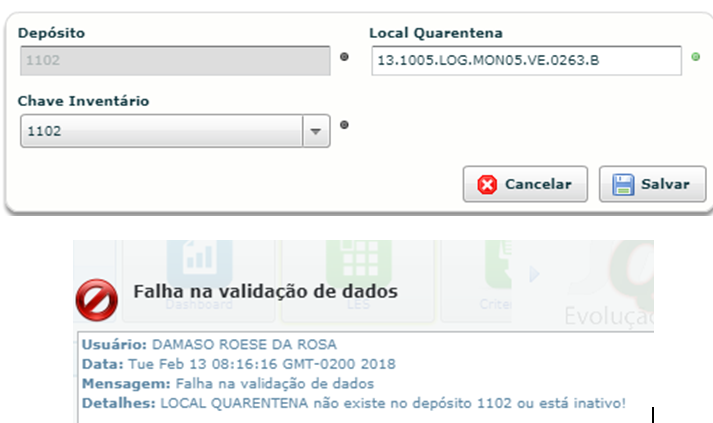 Depósito
Local Quarentena
1102
13.1005.LOG.MON05.VE.0263.B
Chave Inventário
1102
Cancelar
Salvar
Falha na validação de dados
Dashboard
LES
Evolução
Usuário: DAMASO ROESE DA ROSA
Data: Tue Feb 13 08:16:16 GMT-0200 2018
Mensagem: Falha na validação de dados
Detalhes: LOCAL QUARENTENA não existe no depósito 1102 ou está inativo!